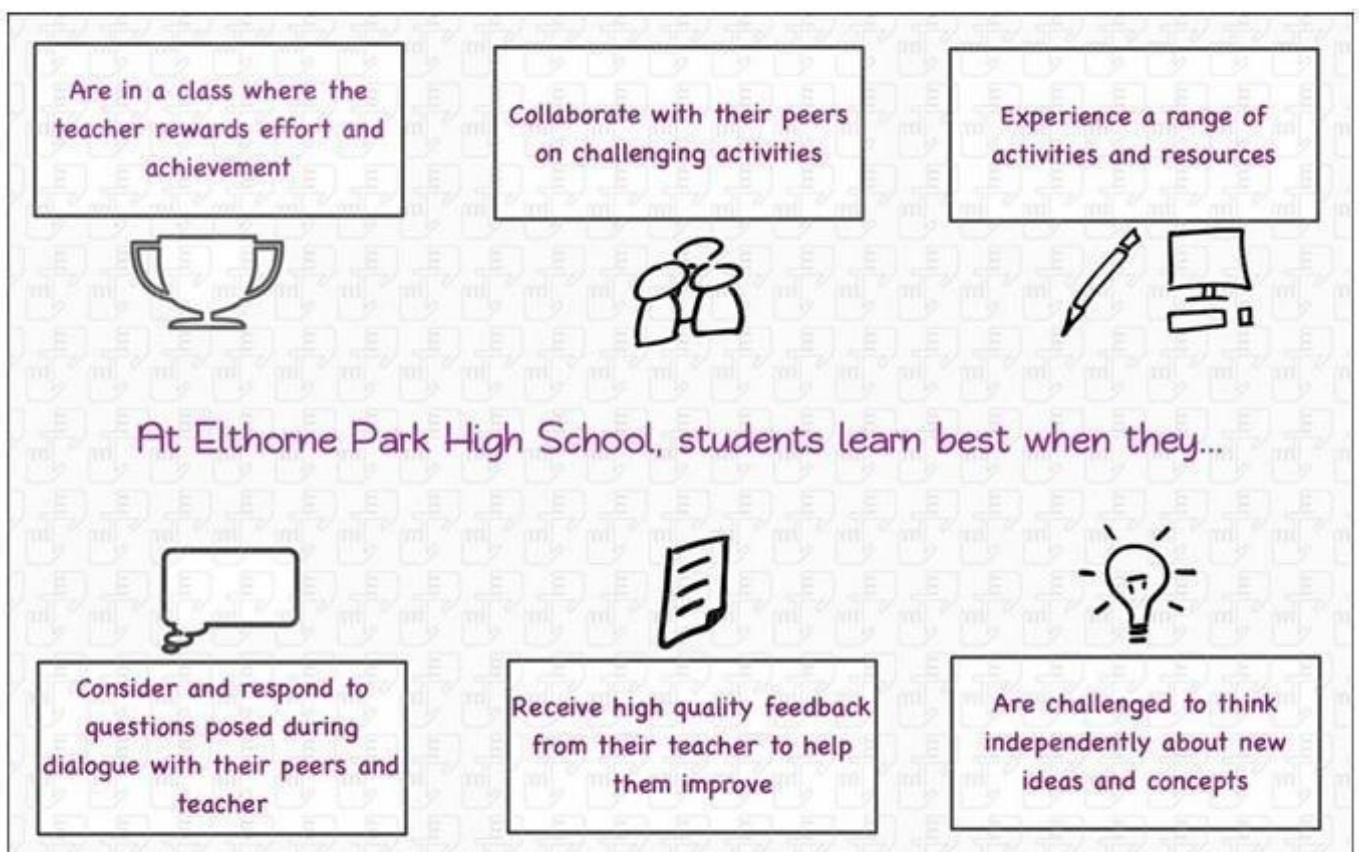 Are in a class where the
teacher rewards effort and
achievement
Collaborate with their peers
on challenging activities
Experience a range of
activities and resources
At Elthorne Park High School, students learn best when they...
Consider and respond to
questions posed during
dialogue with their peers and
teacher
Receive high quality feedback
from their teacher to help
them improve
Are challenged to think
independently about new
ideas and concepts